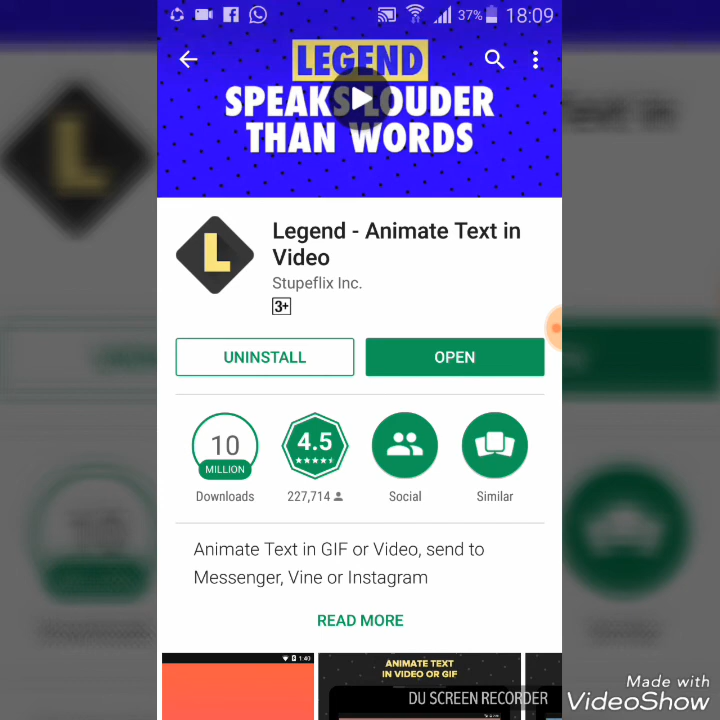 37% 18:09
LEGEND
SPEAKS LOUDER
THAN WORDS
L
Legend - Animate Text in
Video
Stupeflix Inc.
3+
UNINSTALL
OPEN
10
MILLION
Downloads
4.5
227,714
Social
Similar
Animate Text in GIF or Video, send to
Messenger, Vine or Instagram
READ MORE
1:40
ANIMATE TEXT
IN VIDEO OR GIF
DU SCREEN RECORDER
Made with
VideoShow